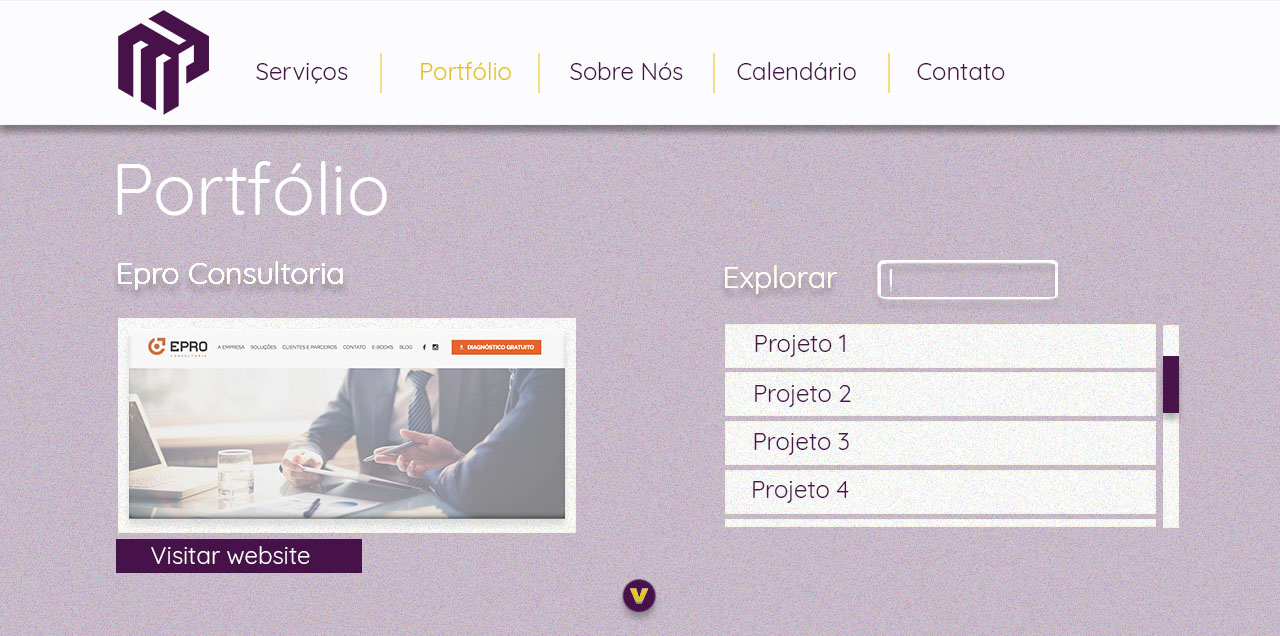 Serviços
Portfólio
Sobre Nós
Calendário
Contato
Portfólio
Epro Consultoria
EPRO
CONSULTORIA
A EMPRESA
SOLUÇÕES
CLIENTES E PARCEIROS
CONTATO
E-BOOKS
BLOG
DIAGNÓSTICO GRATUITO
Visitar website
Explorar
Projeto 1
Projeto 2
Projeto 3
Projeto 4